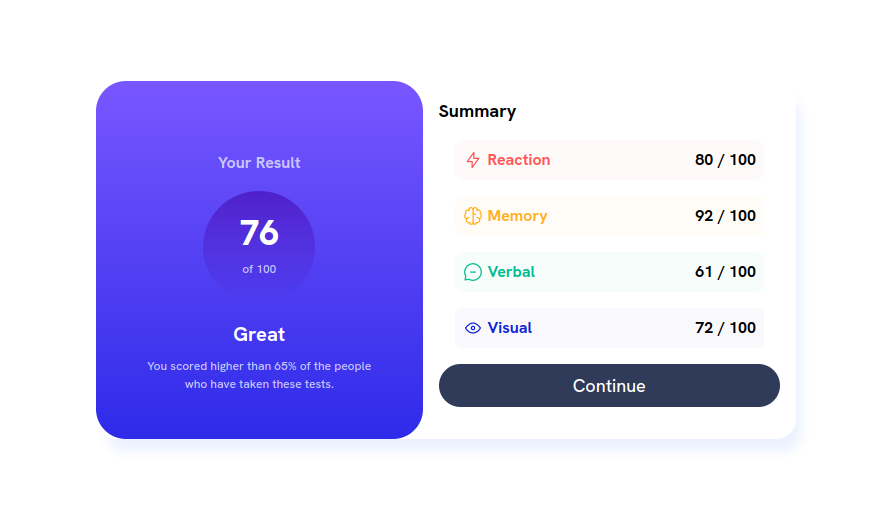 Your Result
76
of 100
Great
You scored higher than 65% of the people
who have taken these tests.
Summary
Reaction 80 / 100
Memory 92 / 100
Verbal 61 / 100
Visual 72 / 100
Continue